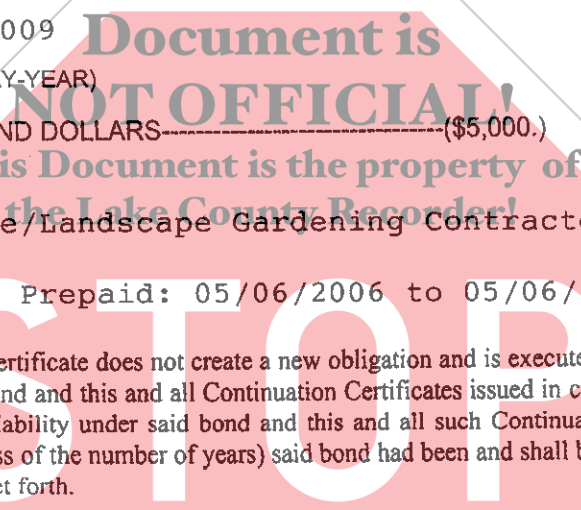 009
Document is
Y-YEAR)
NOT OFFICIAL!
ND DOLLARS-----------------------------------($5,000.)
is Document is the property of
the Lake County Recorder!
e/Landscape Gardening Contract
Prepaid: 05/06/2006 to 05/06/
STOP
ertificate does not create a new obligation and is execute
nd and this and all Continuation Certificates issued in c
ability under said bond and this and all such Continua
ss of the number of years) said bond had been and shall b
et forth.